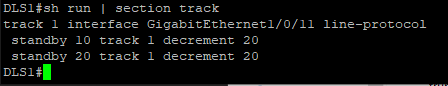 DLS1#sh run | section track
track 1 interface GigabitEthernet1/0/11 line-protocol
 standby 10 track 1 decrement 20
 standby 20 track 1 decrement 20
DLS1#